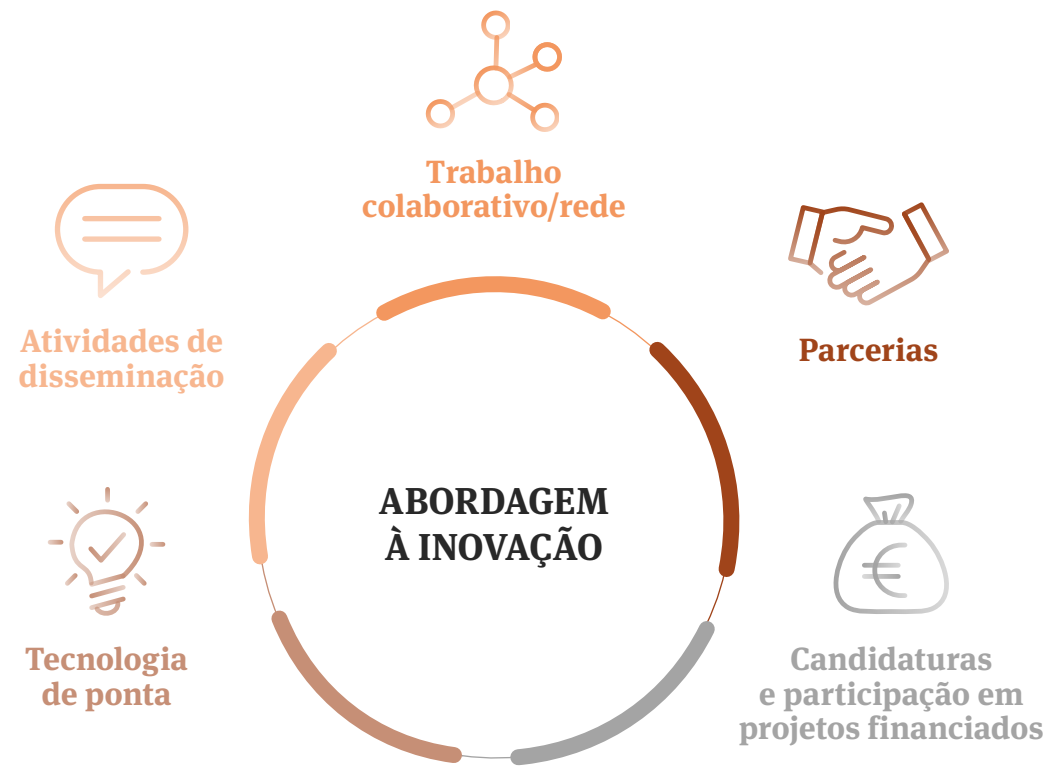 Trabalho
colaborativo/rede
Atividades de
disseminação
Parcerias
ABORDAGEM
À INOVAÇÃO
Tecnologia
de ponta
Candidaturas
e participação em
projetos financiados